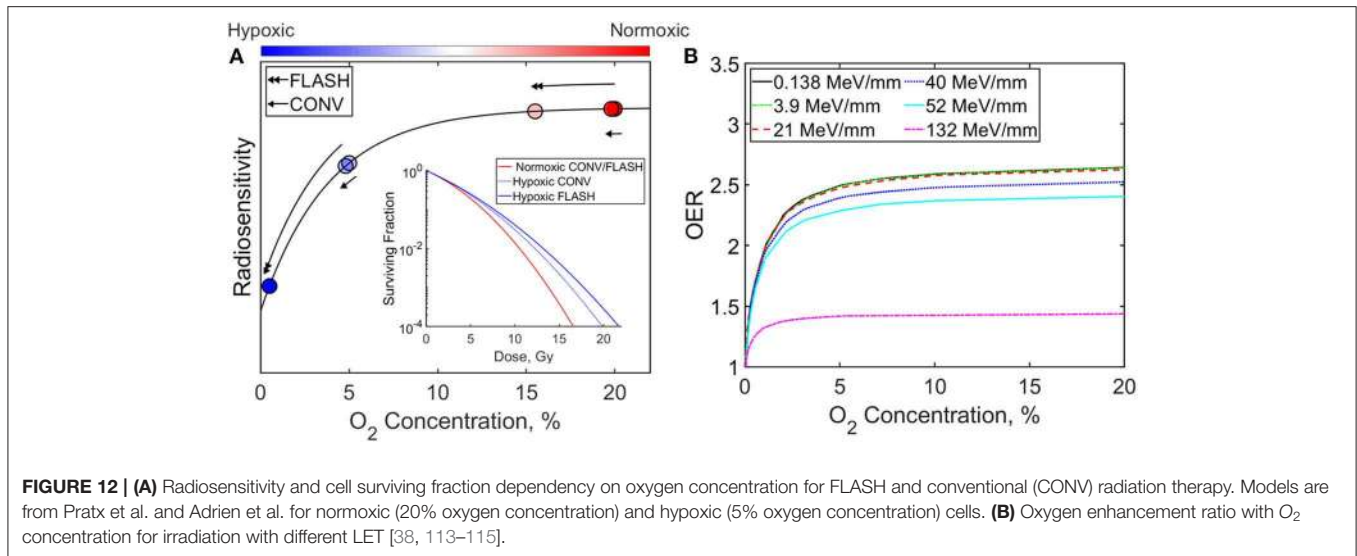 Hypoxic
Normoxic
A
FLASH
CONV
Radiosensitivity
Surviving Fraction
10^0
10^-2
10^-4
Normoxic CONV/FLASH
Hypoxic CONV
Hypoxic FLASH
0 5 10 15 20
Dose, Gy
0 5 10 15 20
O_2 Concentration, %
B
3.5
3
2.5
2
1.5
1
OER
0.138 MeV/mm
3.9 MeV/mm
21 MeV/mm
40 MeV/mm
52 MeV/mm
132 MeV/mm
0 5 10 15 20
O_2 Concentration, %
FIGURE 12 | (A) Radiosensitivity and cell surviving fraction dependency on oxygen concentration for FLASH and conventional (CONV) radiation therapy. Models are
from Pratx et al. and Adrien et al. for normoxic (20% oxygen concentration) and hypoxic (5% oxygen concentration) cells. (B) Oxygen enhancement ratio with O_2
concentration for irradiation with different LET [38, 113–115].